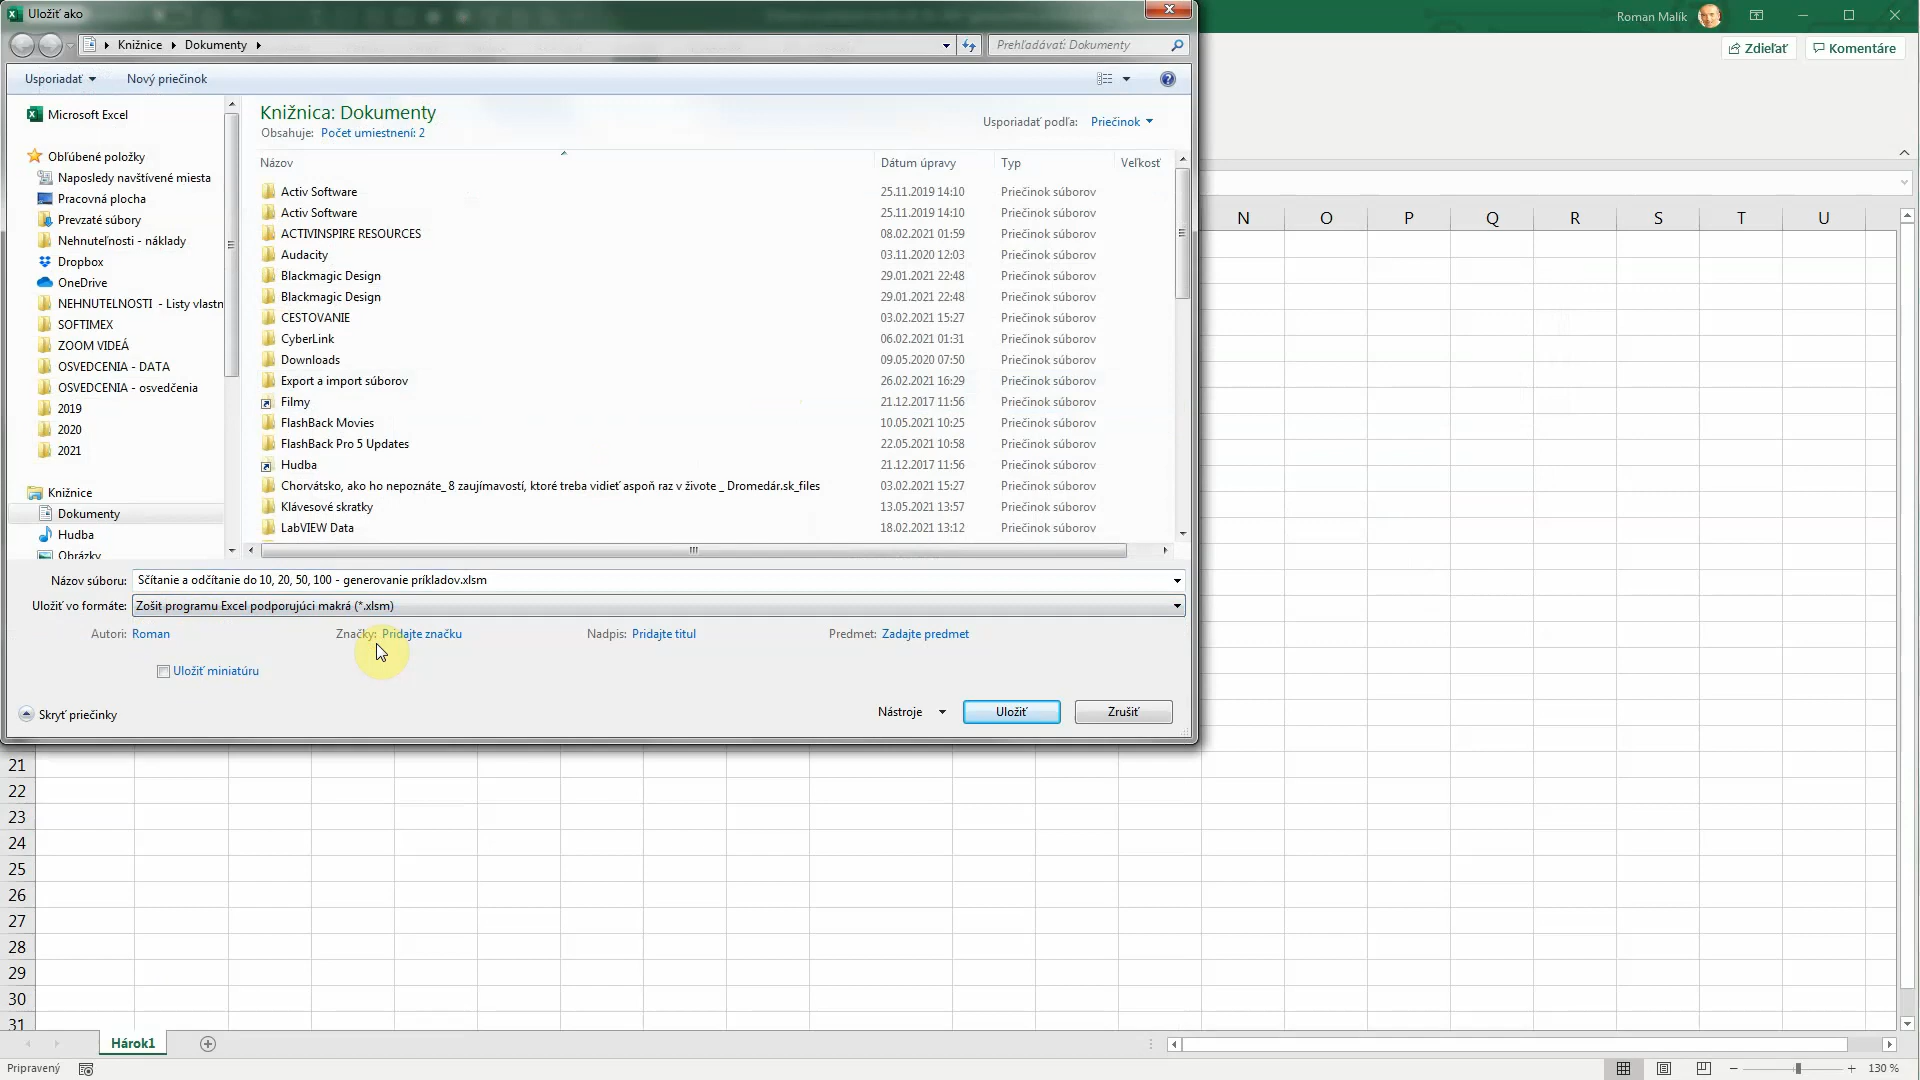 Uložiť ako
Roman Malík
Knižnice
Dokumenty
Prehľadávať: Dokumenty
Zdieľať
Komentáre
Usporiadať
Nový priečinok
Microsoft Excel
Obľúbené položky
Naposledy navštívené miesta
Pracovná plocha
Prevzaté súbory
Nehnuteľnosti - náklady
Dropbox
OneDrive
NEHNUTELNOSTI - Listy vlastn
SOFTIMEX
ZOOM VIDEÁ
OSVEDCENIA - DATA
OSVEDCENIA - osvedčenia
2019
2020
2021
Knižnice
Dokumenty
Hudba
Obrázky
Knižnica: Dokumenty
Obsahuje: Počet umiestnení: 2
Usporiadať podľa: Priečinok
Názov Dátum úpravy Typ Veľkosť
Activ Software 25.11.2019 14:10 Priečinok súborov
Activ Software 25.11.2019 14:10 Priečinok súborov
ACTIVINSPIRE RESOURCES 08.02.2021 01:59 Priečinok súborov
Audacity 03.11.2020 12:03 Priečinok súborov
Blackmagic Design 29.01.2021 22:48 Priečinok súborov
Blackmagic Design 29.01.2021 22:48 Priečinok súborov
CESTOVANIE 03.02.2021 15:27 Priečinok súborov
CyberLink 06.02.2021 01:31 Priečinok súborov
Downloads 09.05.2020 07:50 Priečinok súborov
Export a import súborov 26.02.2021 16:29 Priečinok súborov
Filmy 21.12.2017 11:56 Priečinok súborov
FlashBack Movies 10.05.2021 10:25 Priečinok súborov
FlashBack Pro 5 Updates 22.05.2021 10:58 Priečinok súborov
Hudba 21.12.2017 11:56 Priečinok súborov
Chorvátsko, ako ho nepoznáte_ 8 zaujímavostí, ktoré treba vidieť aspoň raz v živote _ Dromedár.sk_files 03.02.2021 15:27 Priečinok súborov
Klávesové skratky 13.05.2021 13:57 Priečinok súborov
LabVIEW Data 18.02.2021 13:12 Priečinok súborov
Názov súboru: Sčítanie a odčítanie do 10, 20, 50, 100 - generovanie príkladov.xlsm
Uložiť vo formáte: Zošit programu Excel podporujúci makrá (*.xlsm)
Autori: Roman Značky: Pridajte značku Nadpis: Pridajte titul Predmet: Zadajte predmet
Uložiť miniatúru
Skryť priečinky
Nástroje
Uložiť
Zrušiť
N O P Q R S T U
21
22
23
24
25
26
27
28
29
30
31
Hárok1
Pripravený
130 %